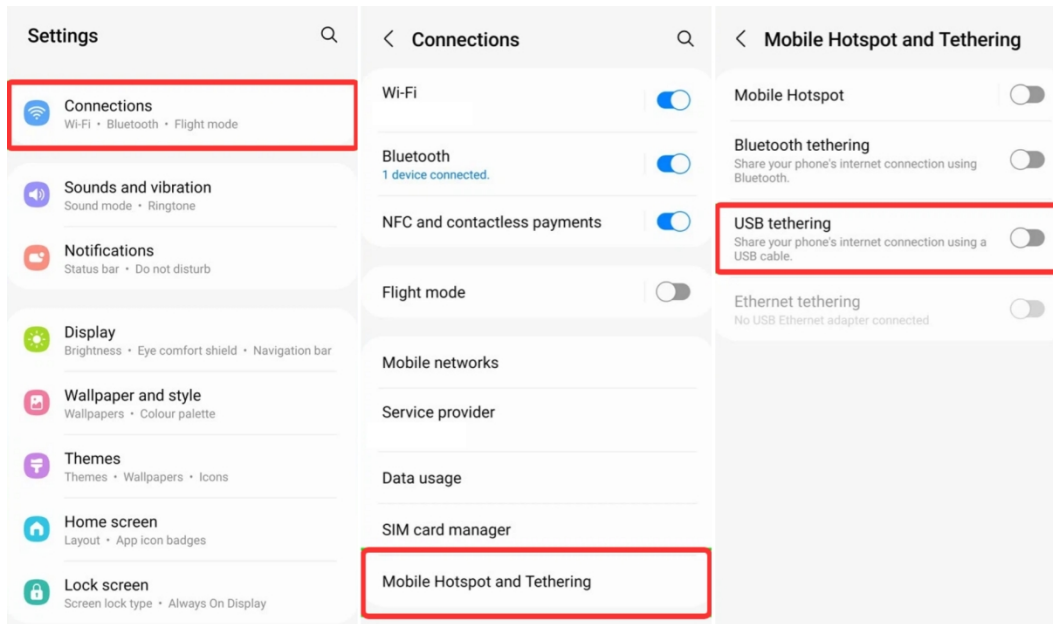 Settings
Connections
Wi-Fi • Bluetooth • Flight mode
Sounds and vibration
Sound mode • Ringtone
Notifications
Status bar • Do not disturb
Display
Brightness • Eye comfort shield • Navigation bar
Wallpaper and style
Wallpapers • Colour palette
Themes
Themes • Wallpapers • Icons
Home screen
Layout • App icon badges
Lock screen
Screen lock type • Always On Display
Connections
Wi-Fi
Bluetooth
1 device connected.
NFC and contactless payments
Flight mode
Mobile networks
Service provider
Data usage
SIM card manager
Mobile Hotspot and Tethering
Mobile Hotspot and Tethering
Mobile Hotspot
Bluetooth tethering
Share your phone's internet connection using
Bluetooth.
USB tethering
Share your phone's internet connection using a
USB cable.
Ethernet tethering
No USB Ethernet adapter connected